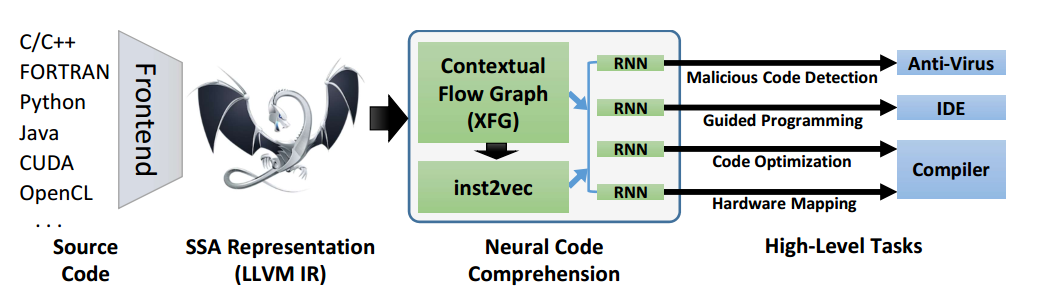 C/C++
FORTRAN
Python
Java
CUDA
OpenCL
. . .
Frontend
Source
Code
SSA Representation
(LLVM IR)
Contextual
Flow Graph
(XFG)
inst2vec
RNN
RNN
RNN
RNN
Neural Code
Comprehension
Malicious Code Detection
Guided Programming
Code Optimization
Hardware Mapping
Anti-Virus
IDE
Compiler
High-Level Tasks